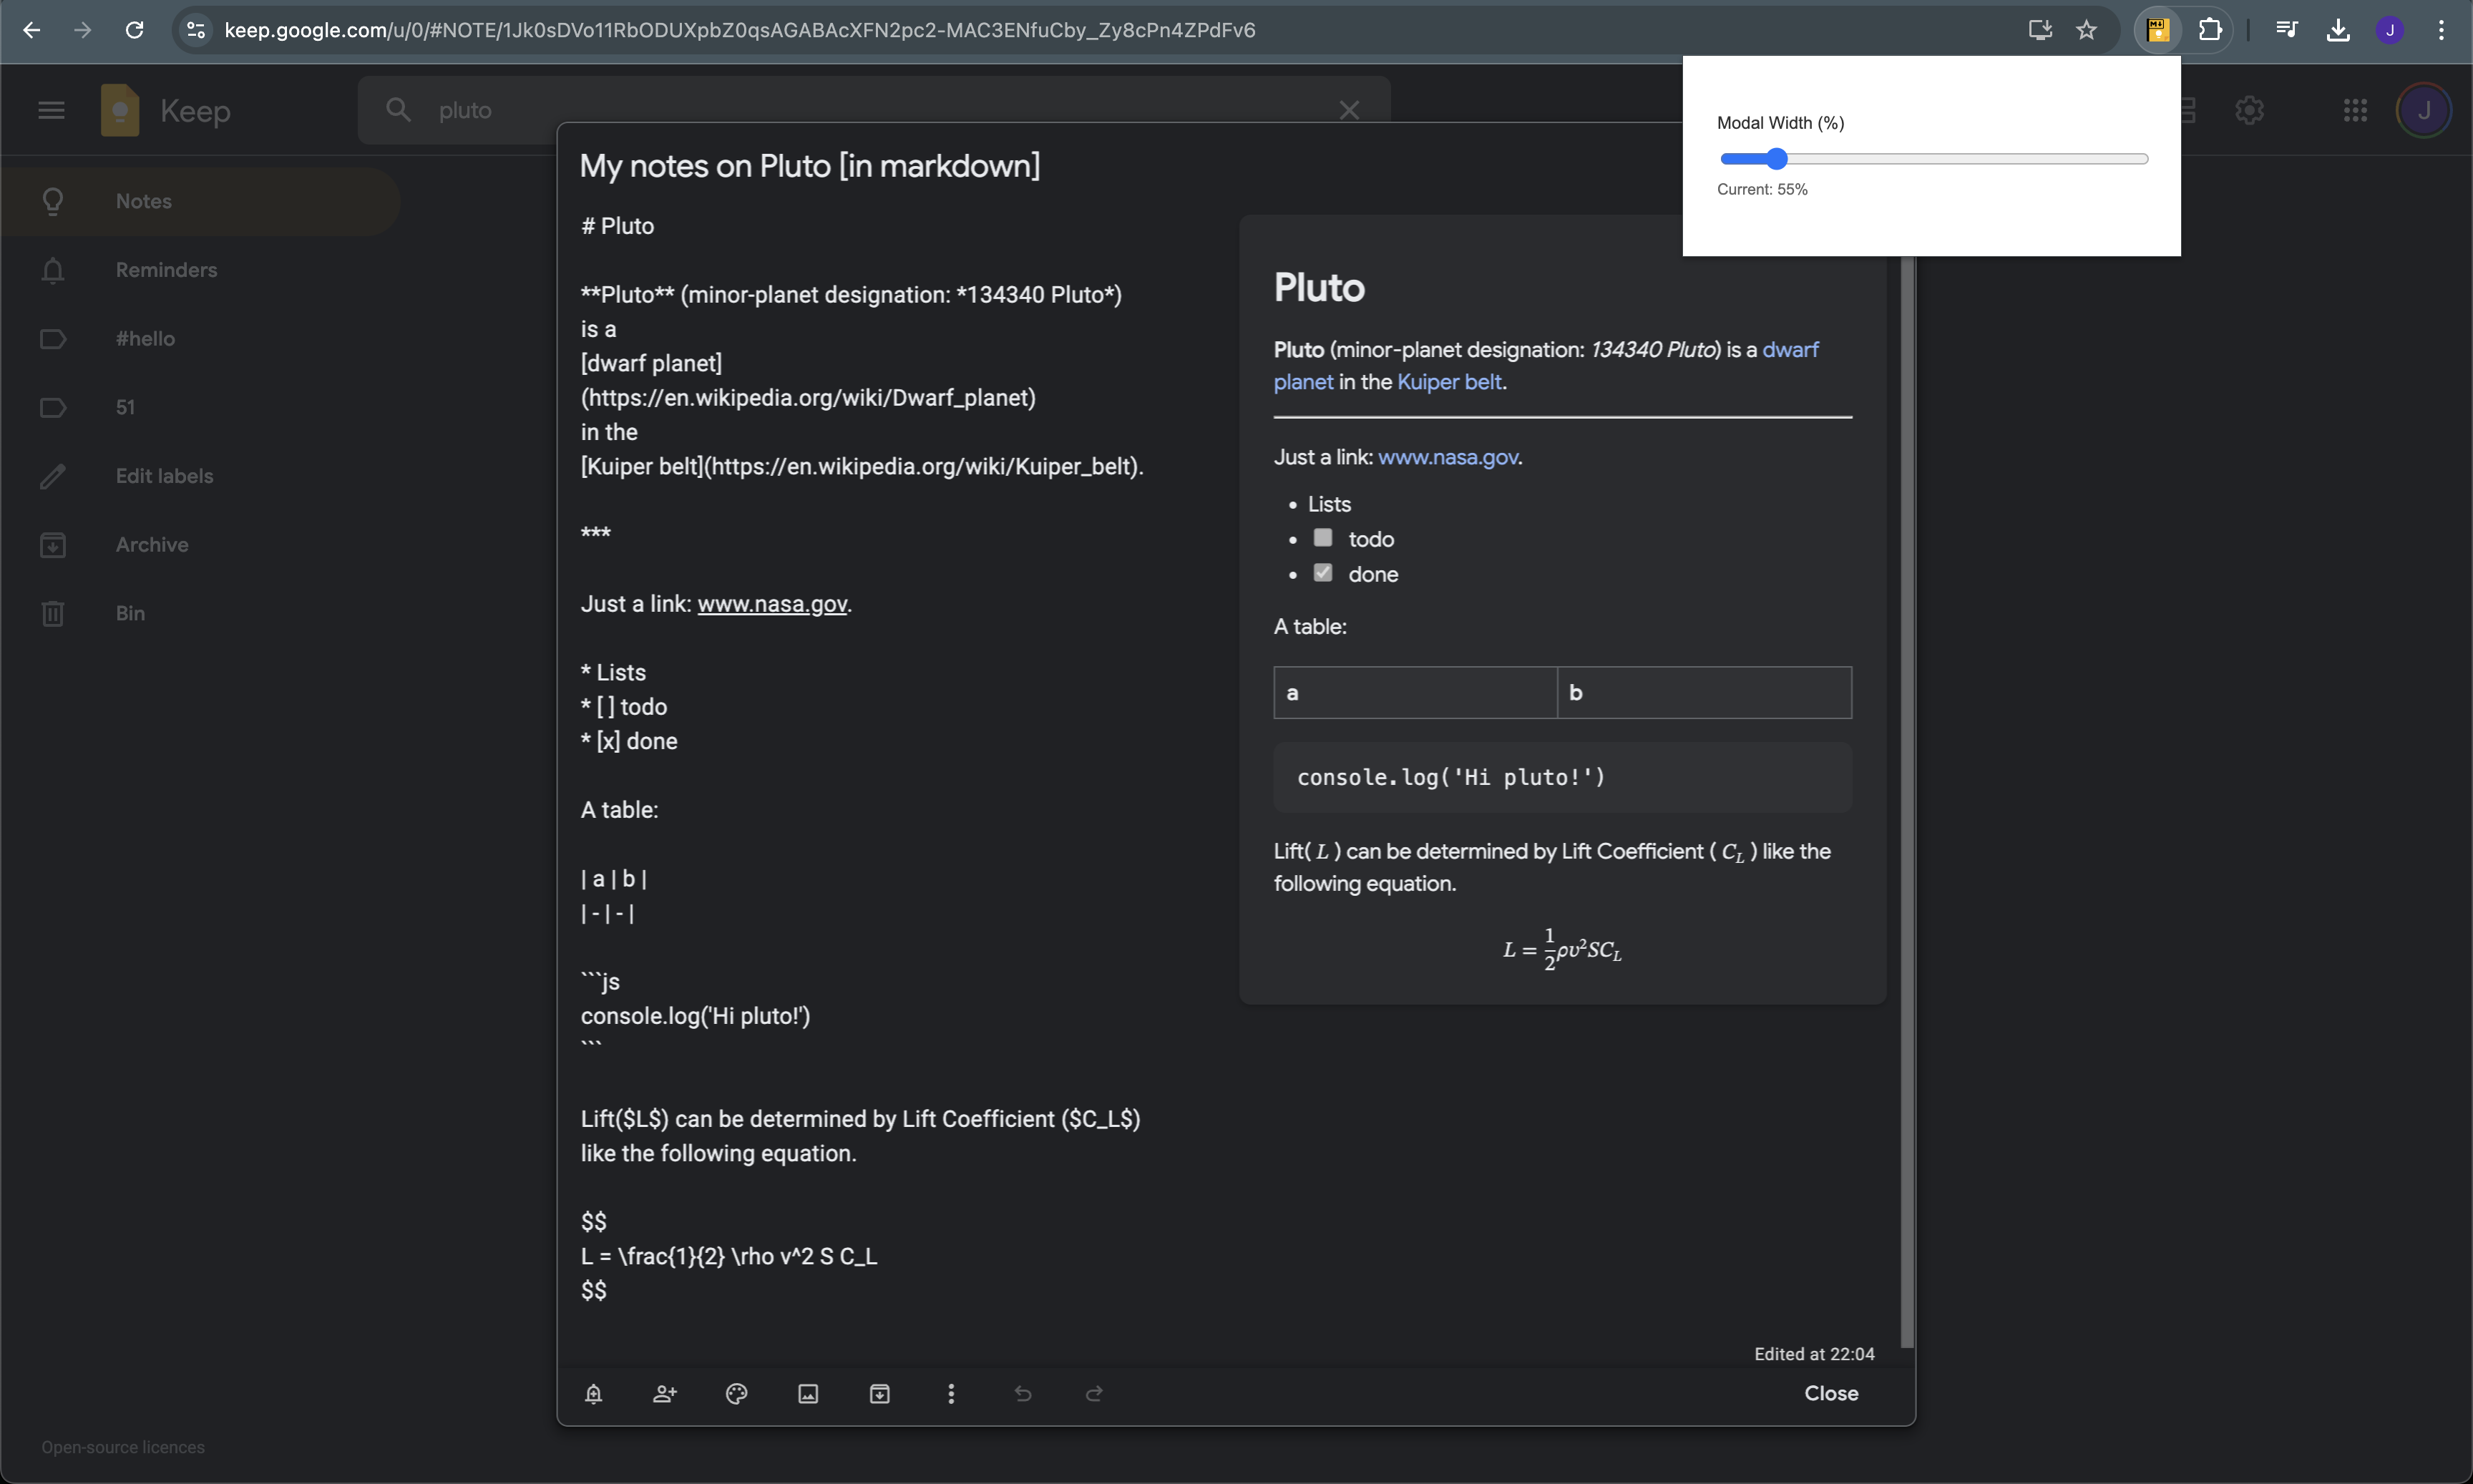 keep.google.com/u/0/#NOTE/1Jk0sDVo11RbODUXpbZ0qsAGABAcXFN2pc2-MAC3ENfuCby_Zy8cPn4ZPdFv6
J
Keep
pluto
J
Modal Width (%)
Current: 55%
Notes
Reminders
#hello
51
Edit labels
Archive
Bin
Open-source licences
My notes on Pluto [in markdown]
# Pluto
**Pluto** (minor-planet designation: *134340 Pluto*)
is a
[dwarf planet]
(https://en.wikipedia.org/wiki/Dwarf_planet)
in the
[Kuiper belt](https://en.wikipedia.org/wiki/Kuiper_belt).
***
Just a link: www.nasa.gov.
* Lists
* [ ] todo
* [x] done
A table:
| a | b |
| - | - |
```js
console.log('Hi pluto!')
```
Lift($L$) can be determined by Lift Coefficient ($C_L$)
like the following equation.
$$
L = \frac{1}{2} \rho v^2 S C_L
$$
Pluto
Pluto (minor-planet designation: 134340 Pluto) is a dwarf
planet in the Kuiper belt.
Just a link: www.nasa.gov.
• Lists
• todo
• done
A table:
a b
console.log('Hi pluto!')
Lift( L ) can be determined by Lift Coefficient ( C_L ) like the
following equation.
L = 1/2 ρv²SC_L
Edited at 22:04
Close